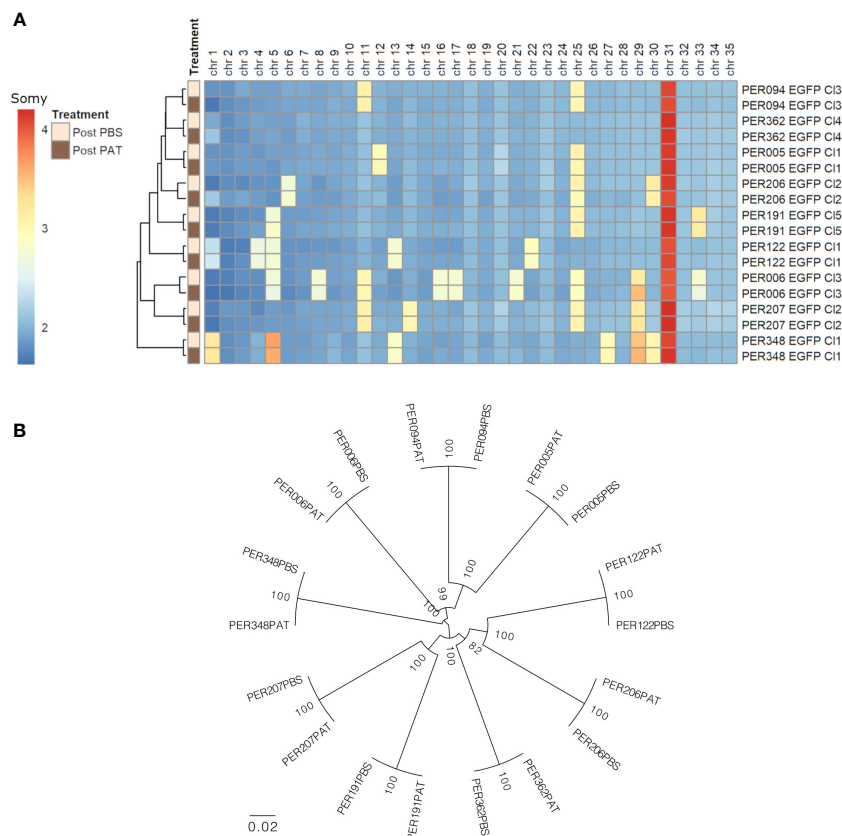 A
Treatment
chr 1
chr 2
chr 3
chr 4
chr 5
chr 6
chr 7
chr 8
chr 9
chr 10
chr 11
chr 12
chr 13
chr 14
chr 15
chr 16
chr 17
chr 18
chr 19
chr 20
chr 21
chr 22
chr 23
chr 24
chr 25
chr 26
chr 27
chr 28
chr 29
chr 30
chr 31
chr 32
chr 33
chr 34
chr 35
Somy
4
3
2
Treatment
Post PBS
Post PAT
PER094 EGFP Cl3
PER094 EGFP Cl3
PER362 EGFP Cl4
PER362 EGFP Cl4
PER005 EGFP Cl1
PER005 EGFP Cl1
PER206 EGFP Cl2
PER206 EGFP Cl2
PER191 EGFP Cl5
PER191 EGFP Cl5
PER122 EGFP Cl1
PER122 EGFP Cl1
PER006 EGFP Cl3
PER006 EGFP Cl3
PER207 EGFP Cl2
PER207 EGFP Cl2
PER348 EGFP Cl1
PER348 EGFP Cl1
B
PER094PAT
100
PER094PBS
PER005PAT
100
PER005PBS
PER006PBS
100
PER006PAT
PER122PAT
100
PER122PBS
PER348PBS
100
PER348PAT
100
99
100
100
82
100
100
PER206PAT
100
PER206PBS
PER207PBS
100
PER207PAT
PER191PBS
100
PER191PAT
PER362PBS
100
PER362PAT
0.02